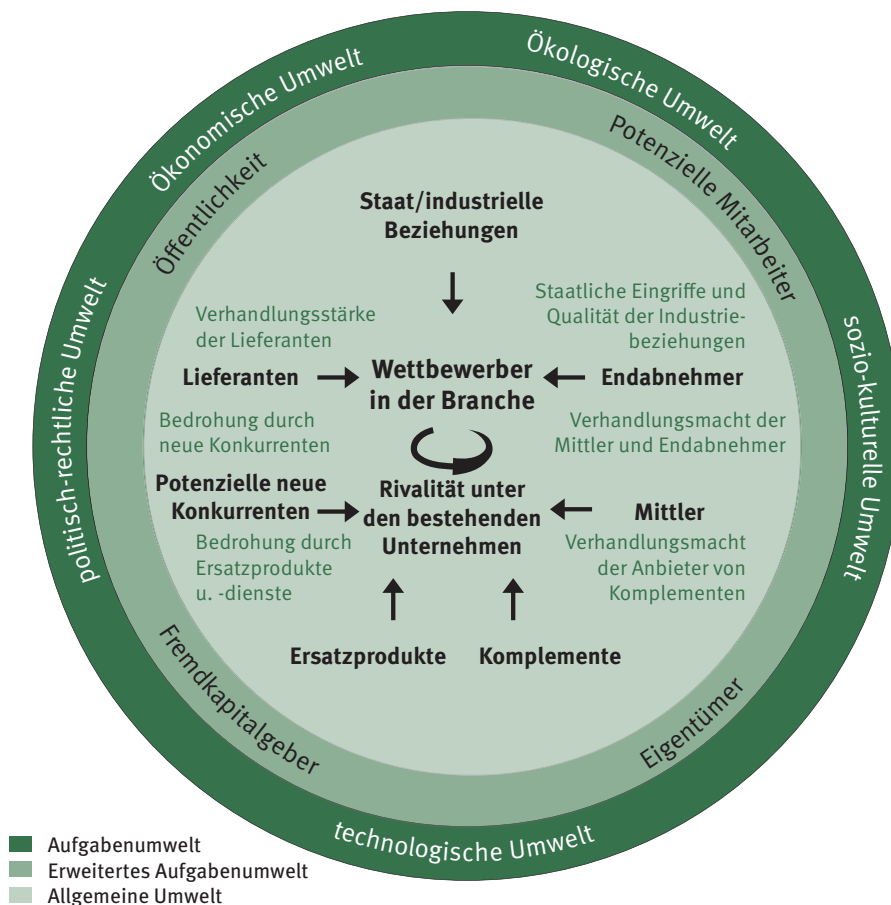 Ökonomische Umwelt
Ökologische Umwelt
Öffentlichkeit
Potenzielle Mitarbeiter
Staat/industrielle
Beziehungen
Verhandlungsstärke
der Lieferanten
Staatliche Eingriffe und
Qualität der Industrie-
beziehungen
politisch-rechtliche Umwelt
sozio-kulturelle Umwelt
Lieferanten
Wettbewerber
in der Branche
Endabnehmer
Bedrohung durch
neue Konkurrenten
Verhandlungsmacht der
Mittler und Endabnehmer
Potenzielle neue
Konkurrenten
Rivalität unter
den bestehenden
Unternehmen
Mittler
Bedrohung durch
Ersatzprodukte
u. -dienste
Verhandlungsmacht
der Anbieter von
Komplementen
Ersatzprodukte
Komplemente
Fremdkapitalgeber
Eigentümer
technologische Umwelt
Aufgabenumwelt
Erweitertes Aufgabenumwelt
Allgemeine Umwelt